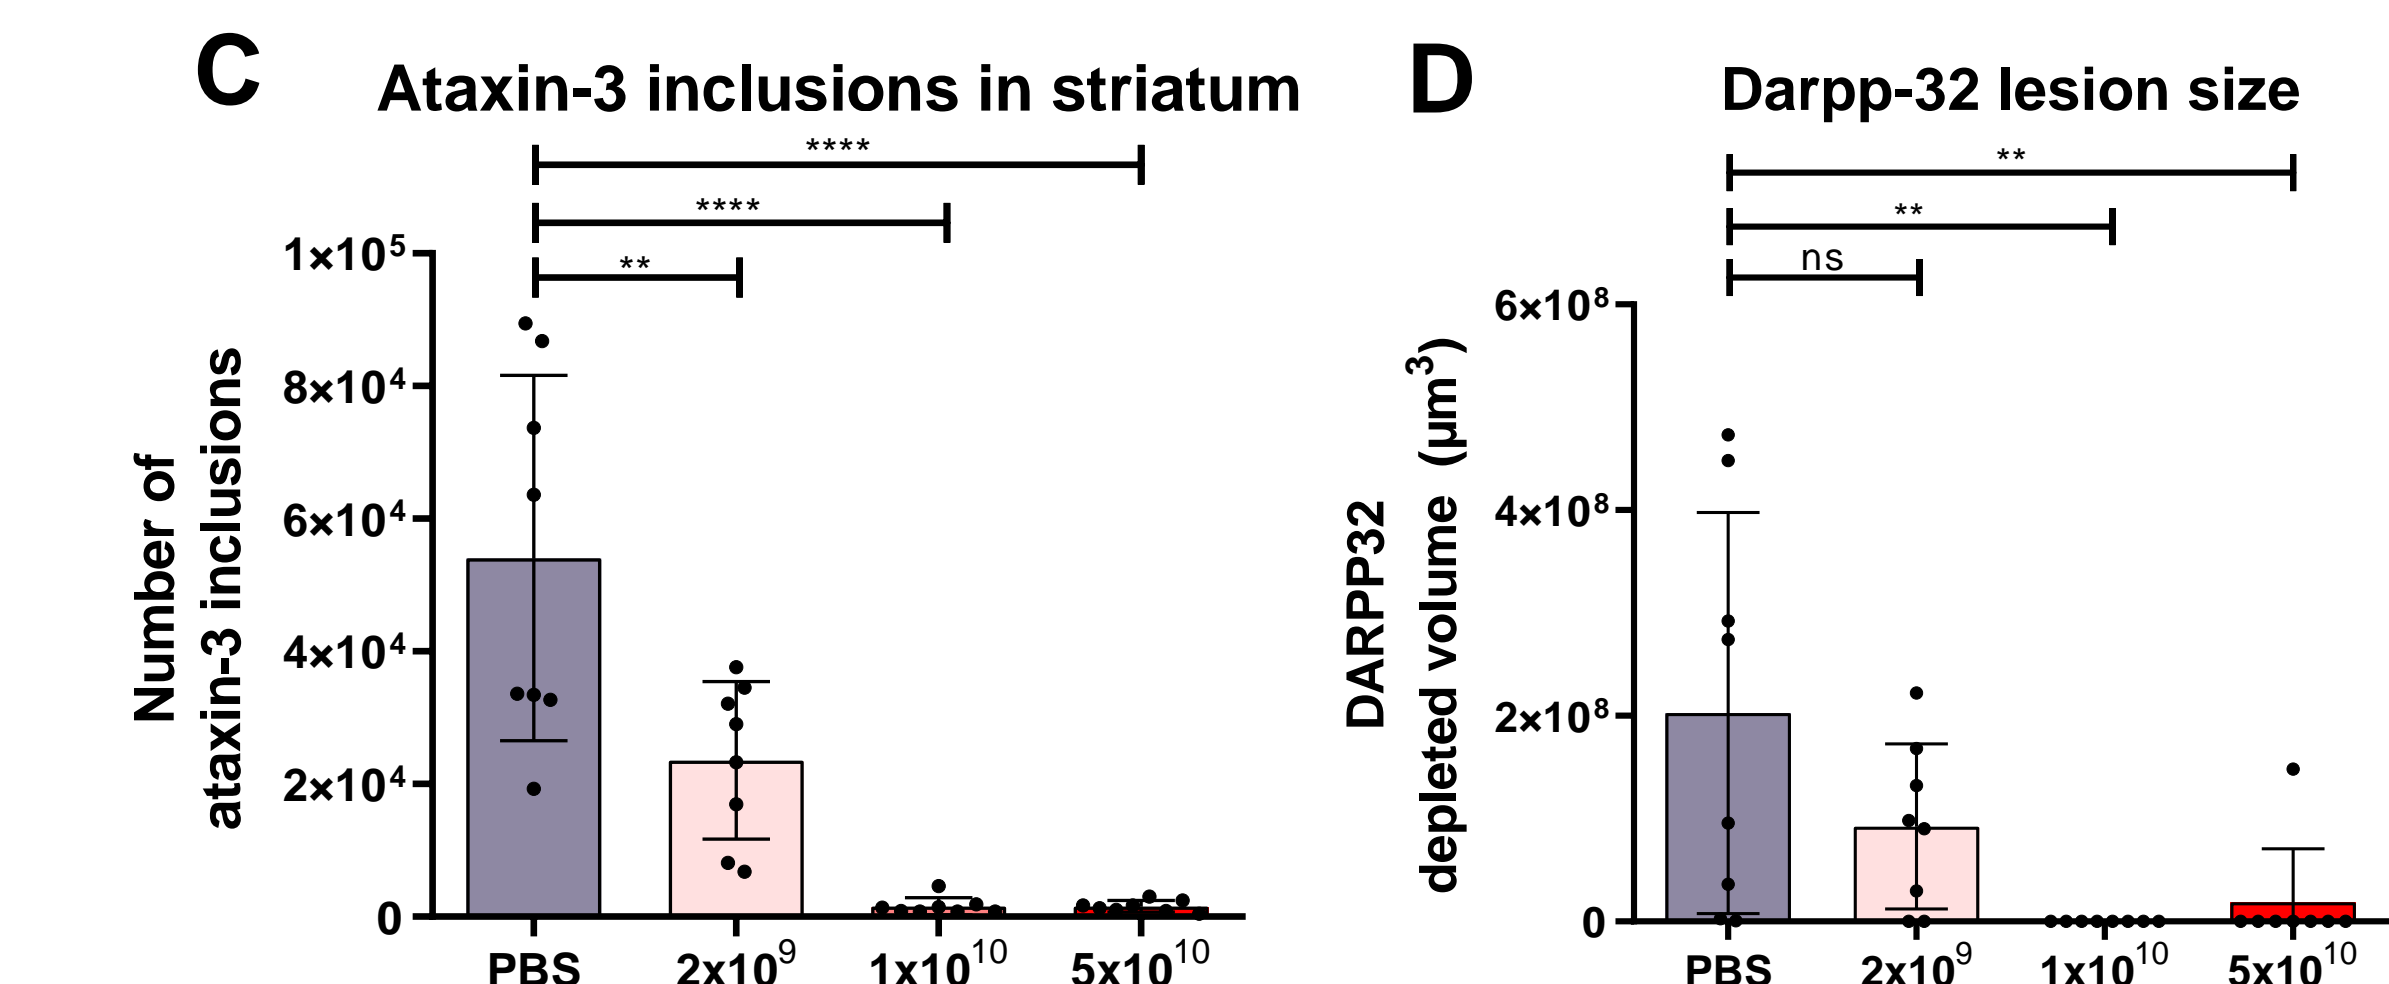 C
Ataxin-3 inclusions in striatum
****
****
**
1×10⁵
8×10⁴
6×10⁴
4×10⁴
2×10⁴
0
Number of
ataxin-3 inclusions
PBS
2x10⁹
1x10¹⁰
5x10¹⁰
D
Darpp-32 lesion size
**
**
ns
6×10⁸
4×10⁸
2×10⁸
0
DARPP32
depleted volume (µm³)
PBS
2x10⁹
1x10¹⁰
5x10¹⁰